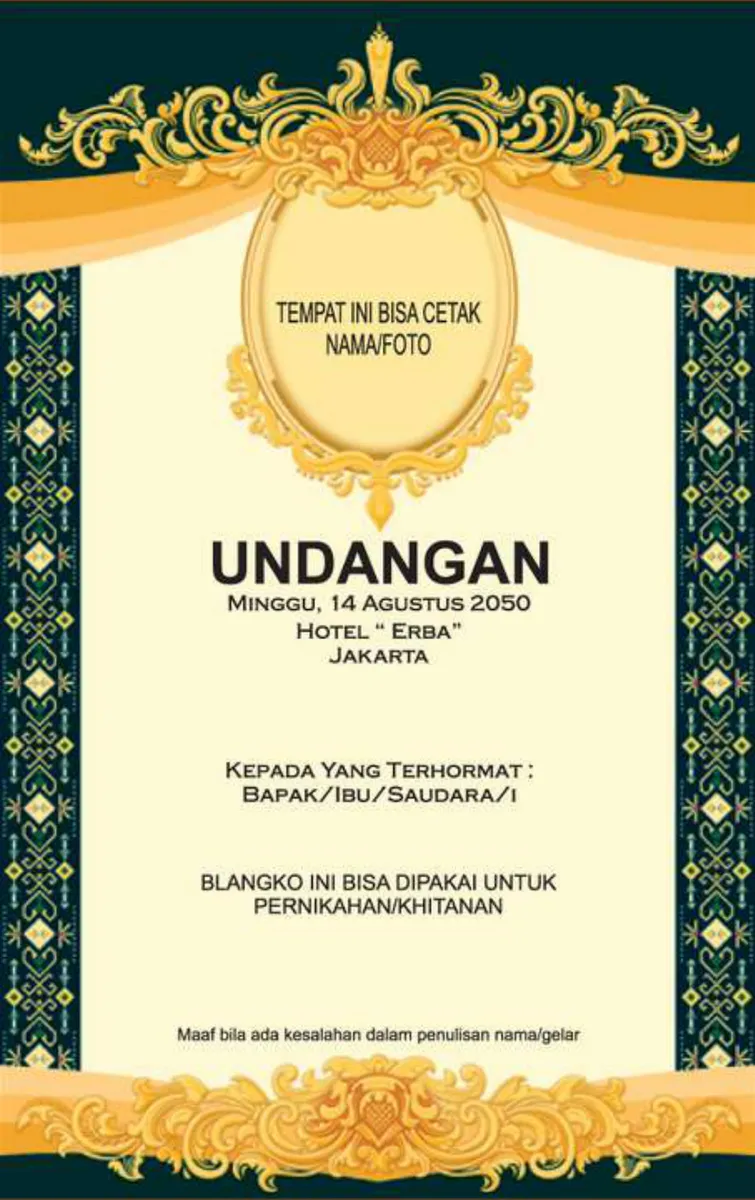 TEMPAT INI BISA CETAK
NAMA/FOTO
UNDANGAN
Minggu, 14 Agustus 2050
Hotel “ Erba”
Jakarta
Kepada Yang Terhormat :
Bapak/Ibu/Saudara/i
BLANGKO INI BISA DIPAKAI UNTUK
PERNIKAHAN/KHITANAN
Maaf bila ada kesalahan dalam penulisan nama/gelar